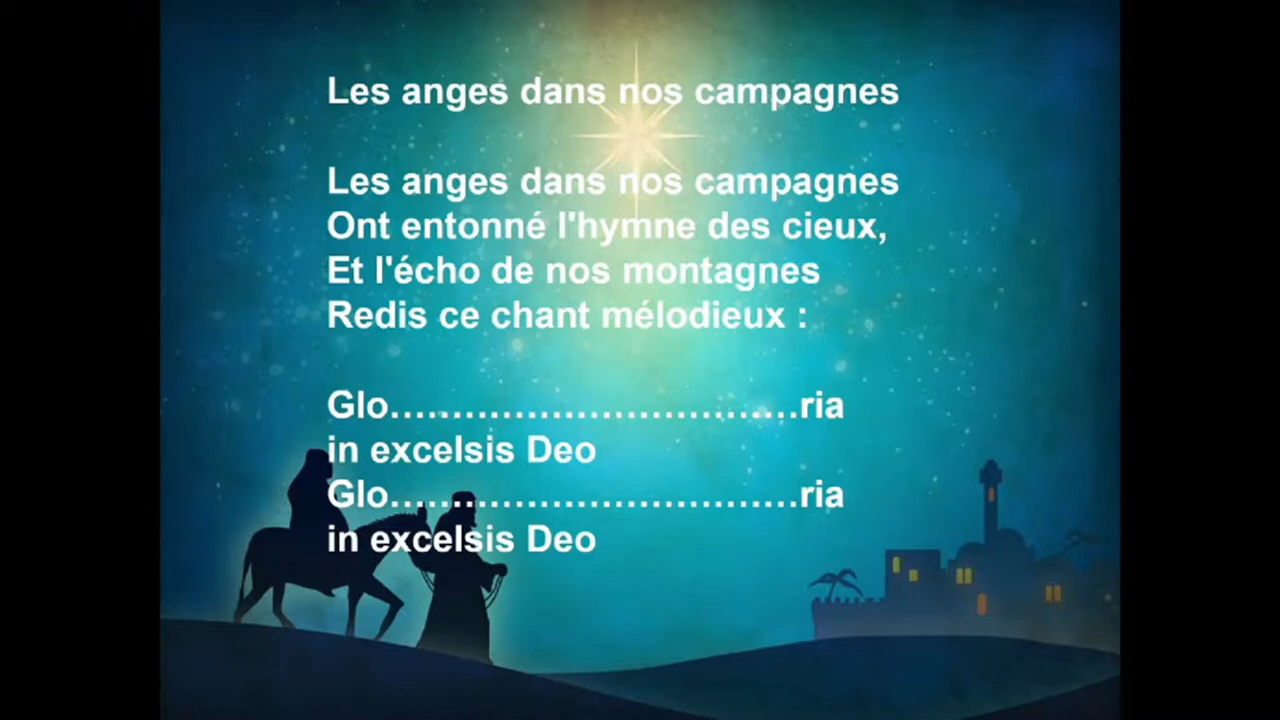 Les anges dans nos campagnes
Les anges dans nos campagnes
Ont entonné l'hymne des cieux,
Et l'écho de nos montagnes
Redis ce chant mélodieux :
Glo................................ria
in excelsis Deo
Glo................................ria
in excelsis Deo